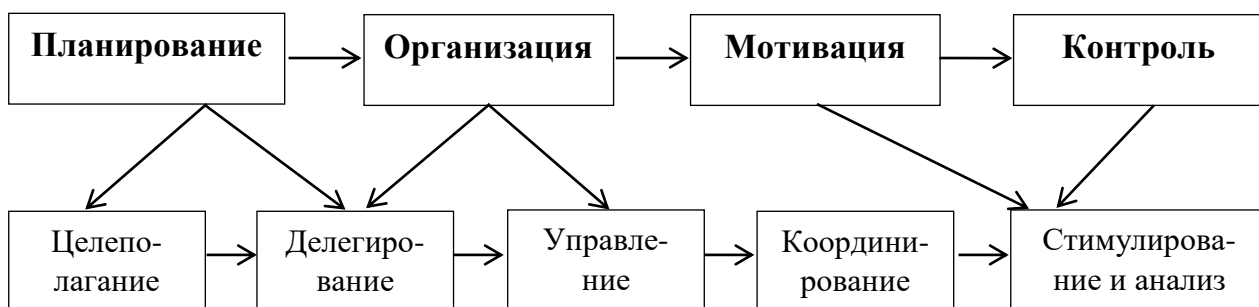 Планирование
Организация
Мотивация
Контроль
Целепо-
лагание
Делегиро-
вание
Управле-
ние
Координи-
рование
Стимулирова-
ние и анализ